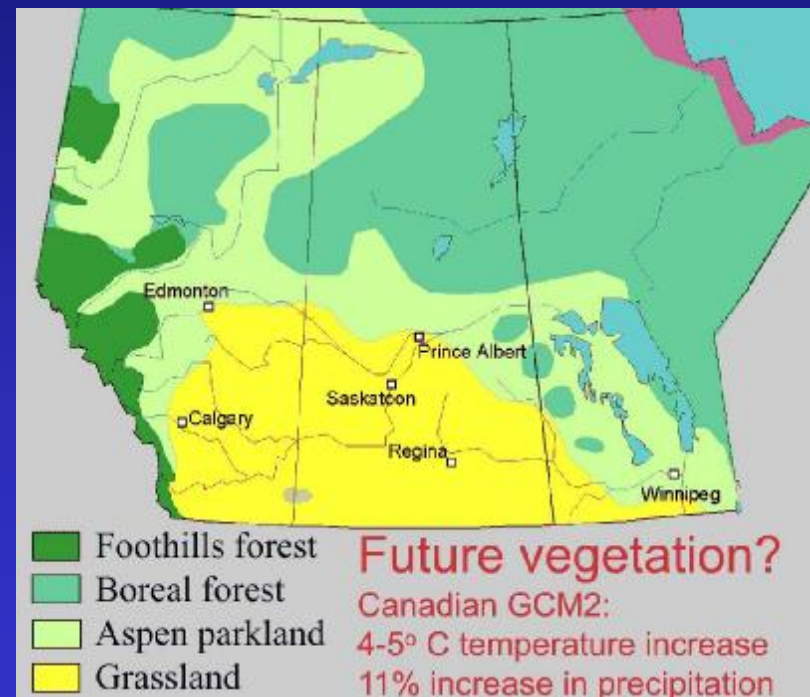 Edmonton
Prince Albert
Saskatoon
Calgary
Regina
Winnipeg
Foothills forest
Boreal forest
Aspen parkland
Grassland
Future vegetation?
Canadian GCM2:
4-5º C temperature increase
11% increase in precipitation